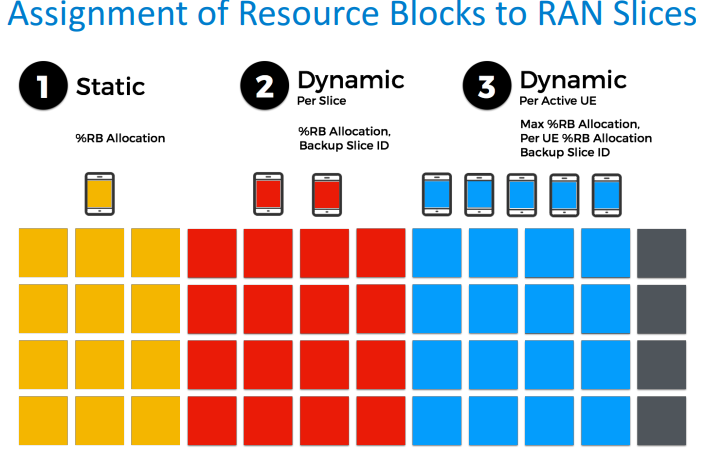 Assignment of Resource Blocks to RAN Slices
1 Static
%RB Allocation
2 Dynamic
Per Slice
%RB Allocation,
Backup Slice ID
3 Dynamic
Per Active UE
Max %RB Allocation,
Per UE %RB Allocation
Backup Slice ID